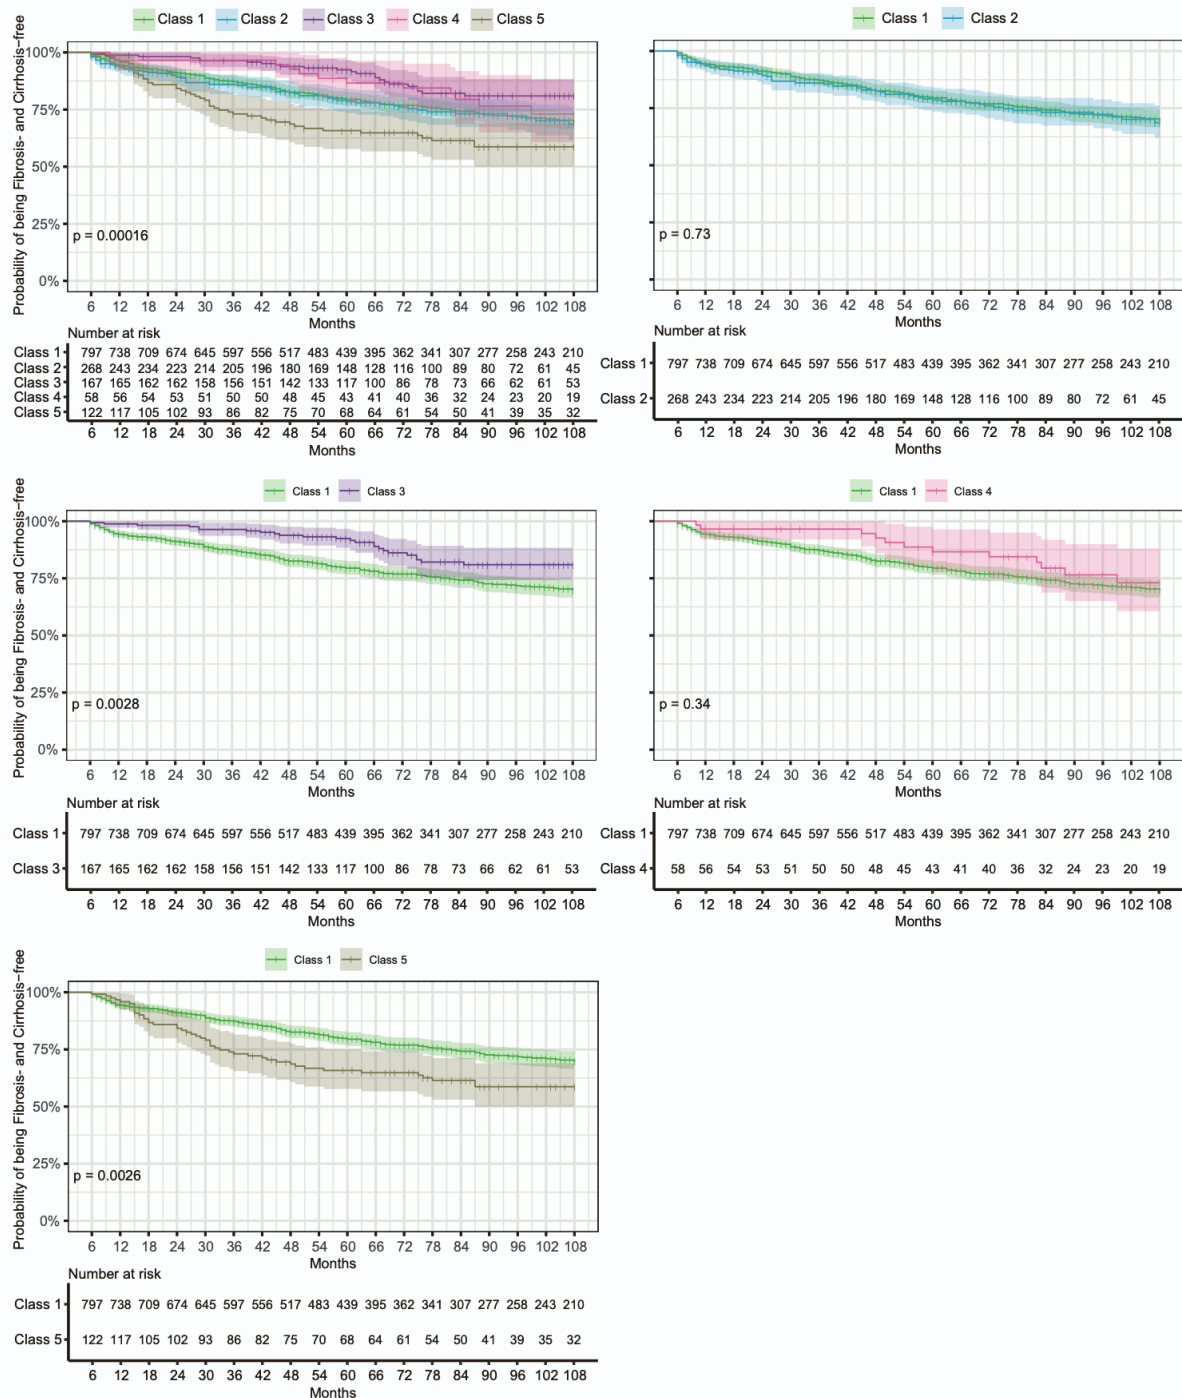 Class 1 Class 2 Class 3 Class 4 Class 5
Probability of being Fibrosis- and Cirrhosis-free
100%
75%
50%
25%
0%
p = 0.00016
6 12 18 24 30 36 42 48 54 60 66 72 78 84 90 96 102 108
Months
Number at risk
Class 1 797 738 709 674 645 597 556 517 483 439 395 362 341 307 277 258 243 210
Class 2 268 243 234 223 214 205 196 180 169 148 128 116 100 89 80 72 61 45
Class 3 167 165 162 162 158 156 151 142 133 117 100 86 78 73 66 62 61 53
Class 4 58 56 54 53 51 50 50 48 45 43 41 40 36 32 24 23 20 19
Class 5 122 117 105 102 93 86 82 75 70 68 64 61 54 50 41 39 35 32
6 12 18 24 30 36 42 48 54 60 66 72 78 84 90 96 102 108
Months
Class 1 Class 2
p = 0.73
6 12 18 24 30 36 42 48 54 60 66 72 78 84 90 96 102 108
Months
Number at risk
Class 1 797 738 709 674 645 597 556 517 483 439 395 362 341 307 277 258 243 210
Class 2 268 243 234 223 214 205 196 180 169 148 128 116 100 89 80 72 61 45
6 12 18 24 30 36 42 48 54 60 66 72 78 84 90 96 102 108
Months
Class 1 Class 3
Probability of being Fibrosis- and Cirrhosis-free
100%
75%
50%
25%
0%
p = 0.0028
6 12 18 24 30 36 42 48 54 60 66 72 78 84 90 96 102 108
Months
Number at risk
Class 1 797 738 709 674 645 597 556 517 483 439 395 362 341 307 277 258 243 210
Class 3 167 165 162 162 158 156 151 142 133 117 100 86 78 73 66 62 61 53
6 12 18 24 30 36 42 48 54 60 66 72 78 84 90 96 102 108
Months
Class 1 Class 4
p = 0.34
6 12 18 24 30 36 42 48 54 60 66 72 78 84 90 96 102 108
Months
Number at risk
Class 1 797 738 709 674 645 597 556 517 483 439 395 362 341 307 277 258 243 210
Class 4 58 56 54 53 51 50 50 48 45 43 41 40 36 32 24 23 20 19
6 12 18 24 30 36 42 48 54 60 66 72 78 84 90 96 102 108
Months
Class 1 Class 5
Probability of being Fibrosis- and Cirrhosis-free
100%
75%
50%
25%
0%
p = 0.0026
6 12 18 24 30 36 42 48 54 60 66 72 78 84 90 96 102 108
Months
Number at risk
Class 1 797 738 709 674 645 597 556 517 483 439 395 362 341 307 277 258 243 210
Class 5 122 117 105 102 93 86 82 75 70 68 64 61 54 50 41 39 35 32
6 12 18 24 30 36 42 48 54 60 66 72 78 84 90 96 102 108
Months